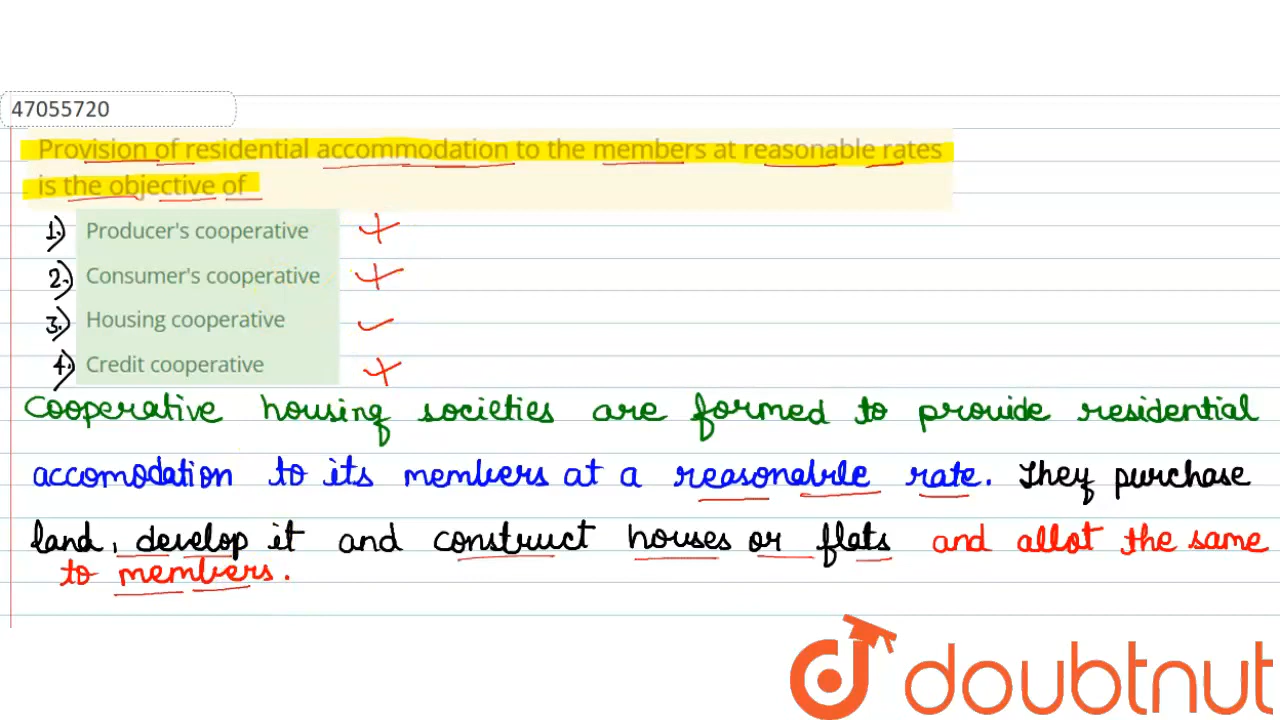 47055720
Provision of residential accommodation to the members at reasonable rates
is the objective of
1.) Producer's cooperative
2.) Consumer's cooperative
3.) Housing cooperative
4.) Credit cooperative
Cooperative housing societies are formed to provide residential
accomodation to its members at a reasonable rate. They purchase
land, develop it and construct houses or flats and allot the same
to members.
doubtnut